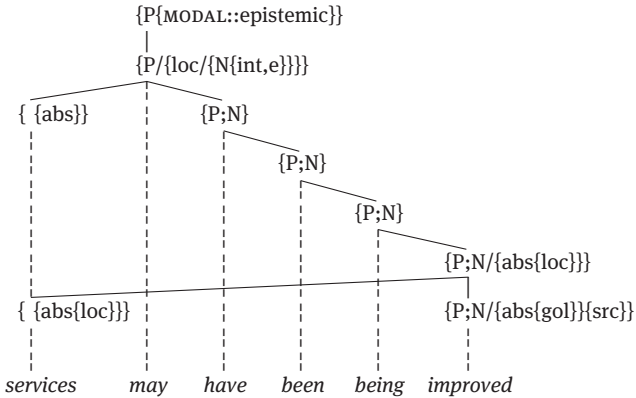 {P{MODAL::epistemic}}
{P/{loc/{N{int,e}}}}
{ {abs}} {P;N}
{P;N}
{P;N}
{P;N/{abs{loc}}}
{ {abs{loc}}} {P;N/{abs{gol}}{src}}
services may have been being improved